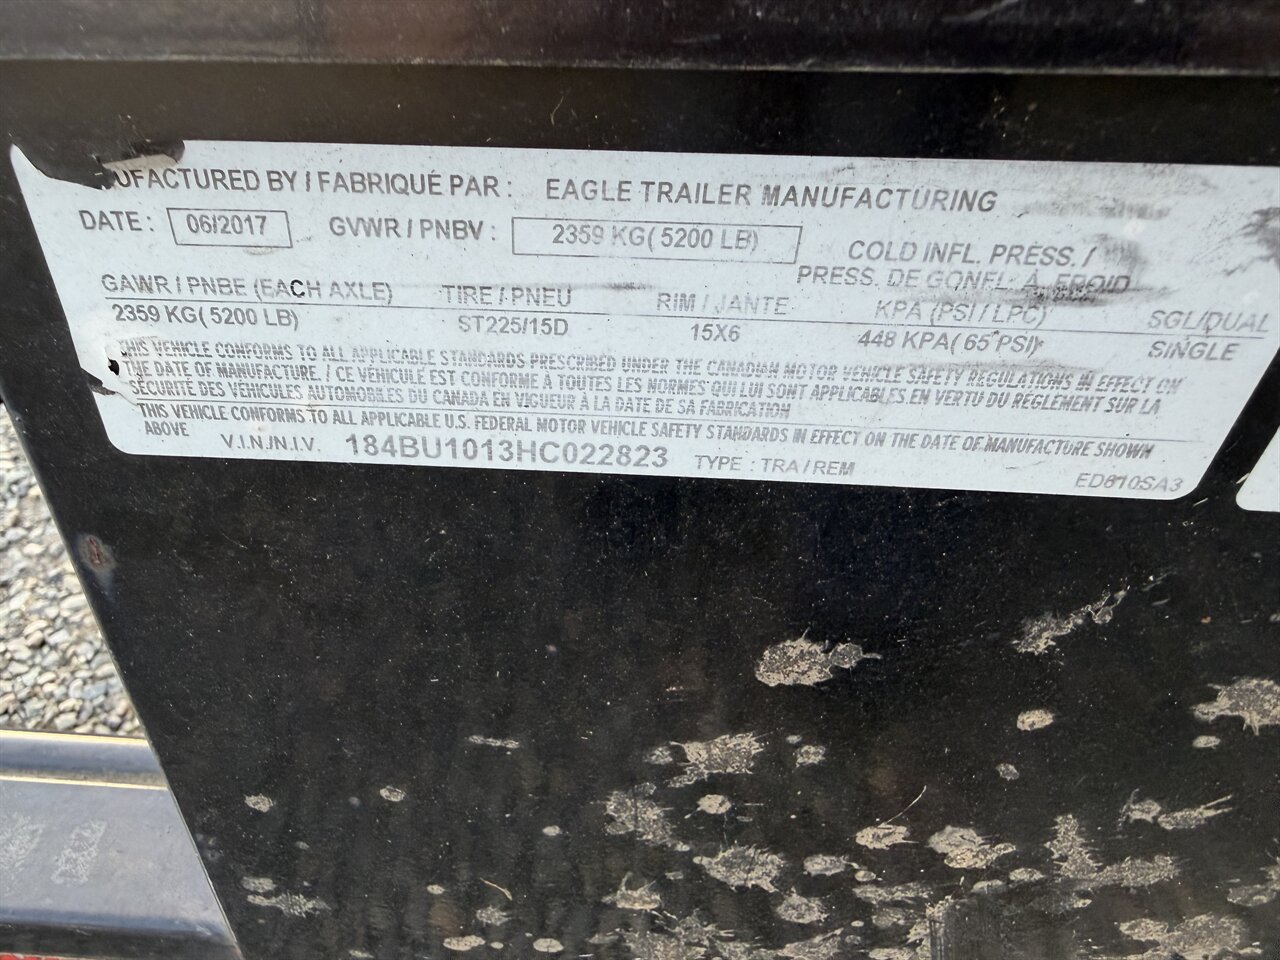 UFACTURED BY / FABRIQUÉ PAR : EAGLE TRAILER MANUFACTURING
DATE : 06/2017 GVWR / PNBV : 2359 KG( 5200 LB)
COLD INFL. PRESS. /
PRESS. DE GONFL. À FROID
GAWR / PNBE (EACH AXLE) TIRE / PNEU RIM / JANTE KPA (PSI / LPC) SGL/DUAL
2359 KG( 5200 LB) ST225/15D 15X6 448 KPA( 65 PSI) SINGLE
THIS VEHICLE CONFORMS TO ALL APPLICABLE STANDARDS PRESCRIBED UNDER THE CANADIAN MOTOR VEHICLE SAFETY REGULATIONS IN EFFECT ON
THE DATE OF MANUFACTURE. / CE VÉHICULE EST CONFORME À TOUTES LES NORMES QUI LUI SONT APPLICABLES EN VERTU DU RÈGLEMENT SUR LA
SÉCURITÉ DES VÉHICULES AUTOMOBILES DU CANADA EN VIGUEUR À LA DATE DE SA FABRICATION
THIS VEHICLE CONFORMS TO ALL APPLICABLE U.S. FEDERAL MOTOR VEHICLE SAFETY STANDARDS IN EFFECT ON THE DATE OF MANUFACTURE SHOWN
ABOVE
V.I.N./N.I.V. 184BU1013HC022823 TYPE : TRA / REM
ED810SA3